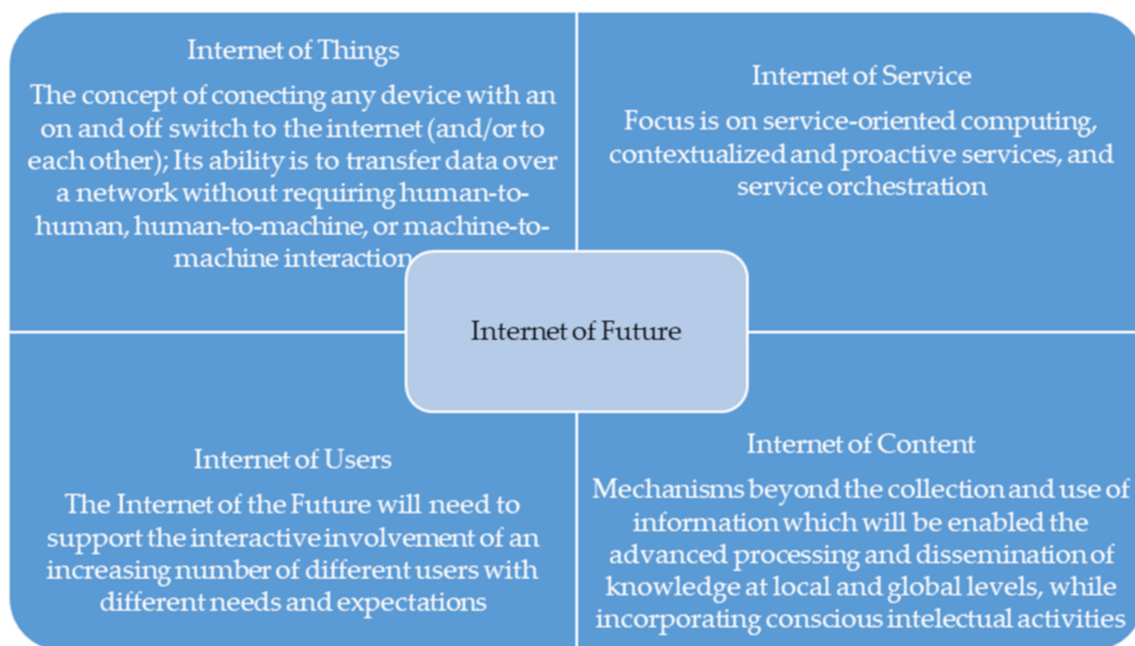 Internet of Things
The concept of conecting any device with an
on and off switch to the internet (and/or to
each other); Its ability is to transfer data over
a network without requiring human-to-
human, human-to-machine, or machine-to-
machine interaction
Internet of Service
Focus is on service-oriented computing,
contextualized and proactive services, and
service orchestration
Internet of Future
Internet of Users
The Internet of the Future will need to
support the interactive involvement of an
increasing number of different users with
different needs and expectations
Internet of Content
Mechanisms beyond the collection and use of
information which will be enabled the
advanced processing and dissemination of
knowledge at local and global levels, while
incorporating conscious intelectual activities